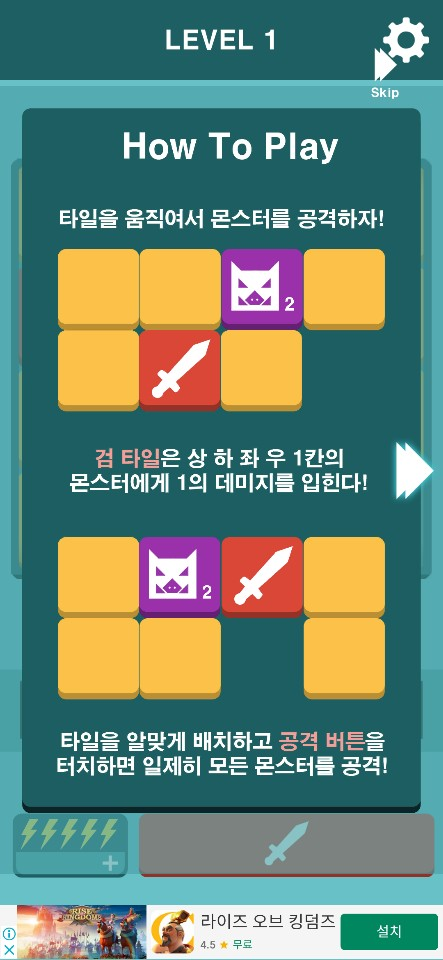 LEVEL 1
Skip
How To Play
타일을 움직여서 몬스터를 공격하자!
2
검 타일은 상 하 좌 우 1칸의
몬스터에게 1의 데미지를 입힌다!
2
타일을 알맞게 배치하고 공격 버튼을
터치하면 일제히 모든 몬스터를 공격!
+
RISE OF KINGDOMS
라이즈 오브 킹덤즈
4.5 ★ 무료
설치